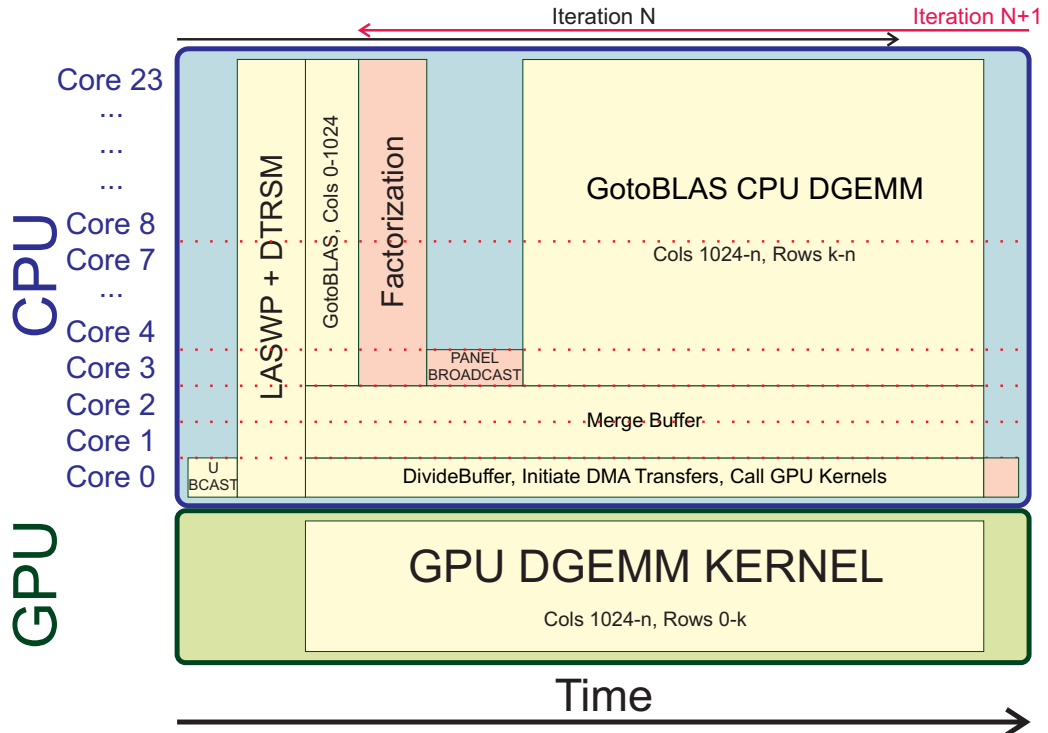 Iteration N
Iteration N+1
CPU
Core 23
...
...
...
Core 8
Core 7
...
Core 4
Core 3
Core 2
Core 1
Core 0
U
BCAST
LASWP + DTRSM
GotoBLAS, Cols 0-1024
Factorization
PANEL
BROADCAST
GotoBLAS CPU DGEMM
Cols 1024-n, Rows k-n
Merge Buffer
DivideBuffer, Initiate DMA Transfers, Call GPU Kernels
GPU
GPU DGEMM KERNEL
Cols 1024-n, Rows 0-k
Time